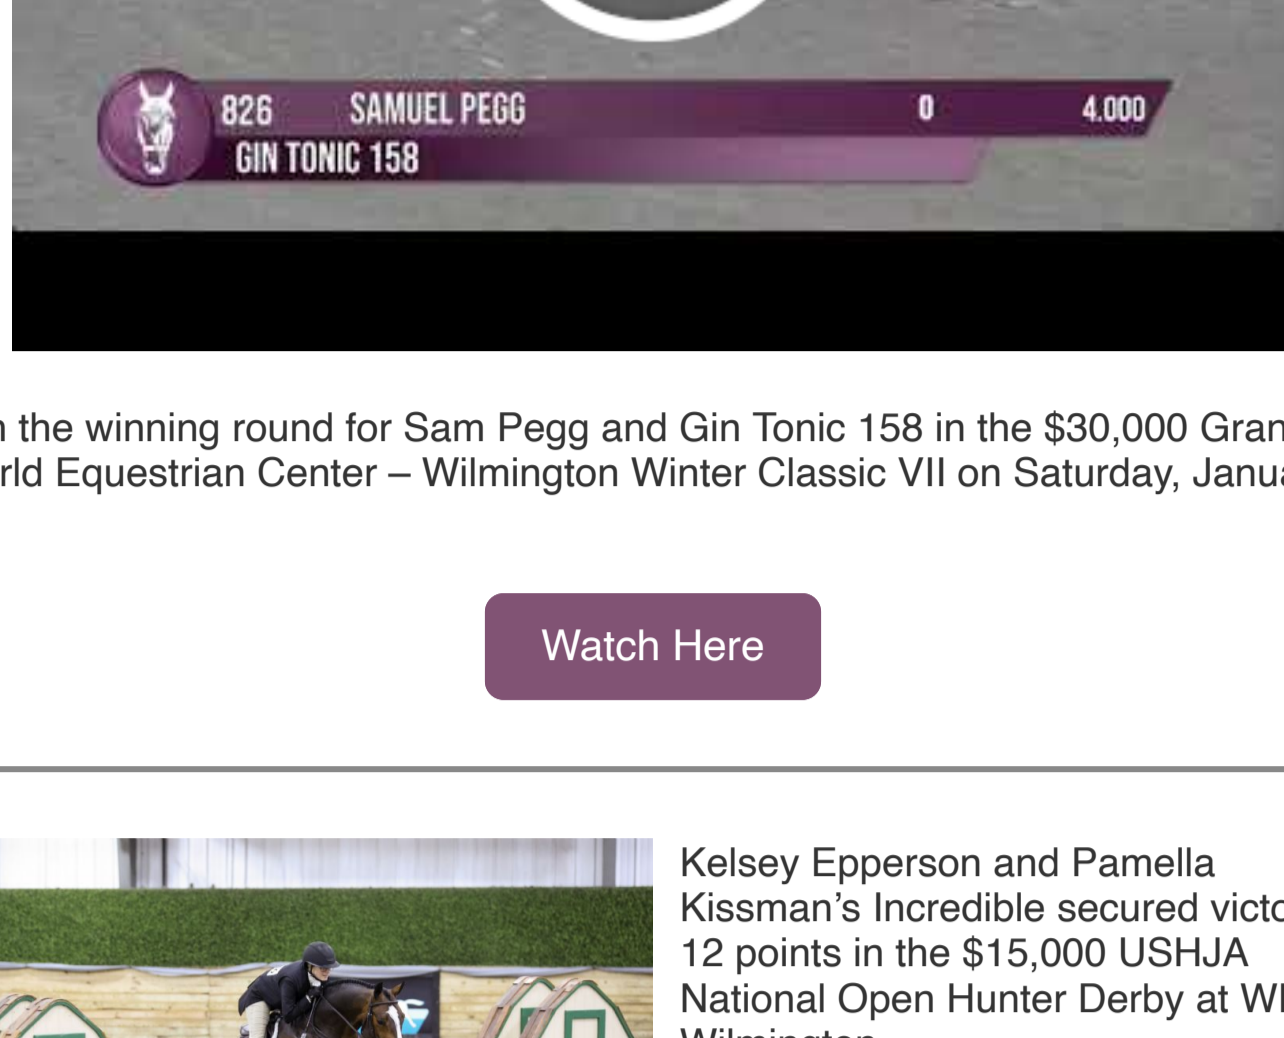 826 SAMUEL PEGG 0 4.000
GIN TONIC 158
the winning round for Sam Pegg and Gin Tonic 158 in the $30,000
Equestrian Center – Wilmington Winter Classic VII on Saturday,
Watch Here
Kelsey Epperson and Pamella
Kissman’s Incredible secured
12 points in the $15,000 USHJA
National Open Hunter Derby at
Wilmington